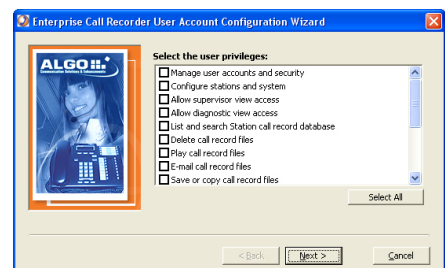 Enterprise Call Recorder User Account Configuration Wizard
ALGO
Communication Solutions & Enhancements
Select the user privileges:
Manage user accounts and security
Configure stations and system
Allow supervisor view access
Allow diagnostic view access
List and search Station call record database
Delete call record files
Play call record files
E-mail call record files
Save or copy call record files
Select All
< Back
Next >
Cancel